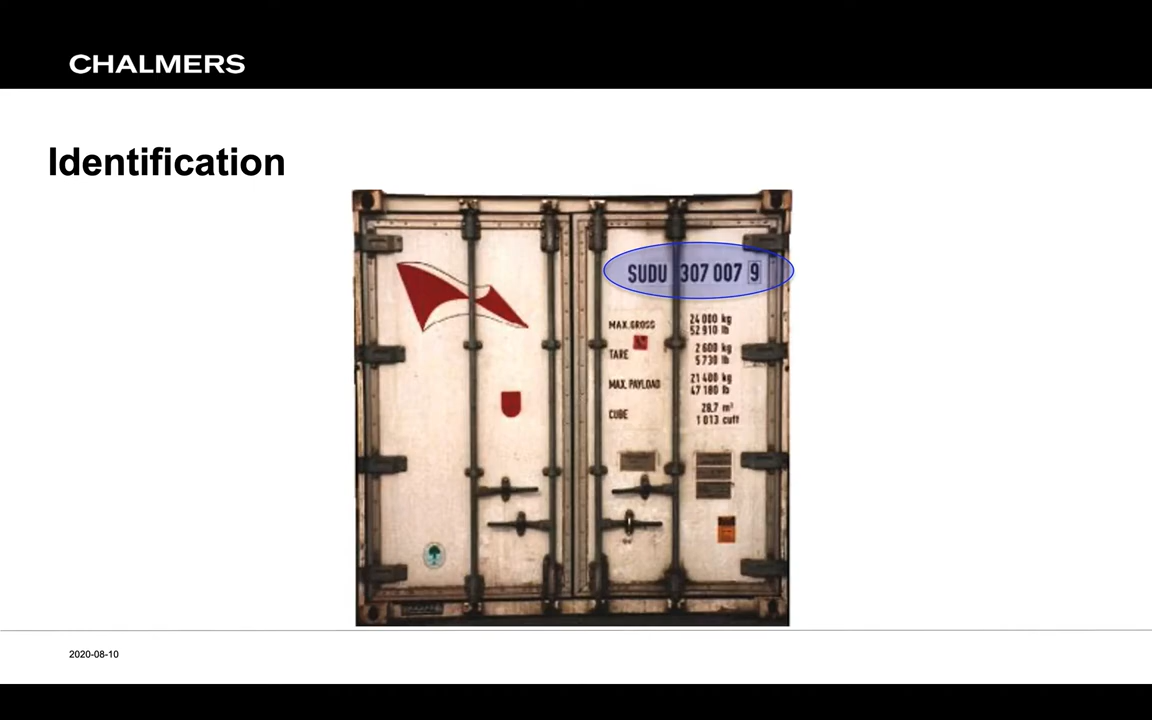 CHALMERS
Identification
SUDU 307 007 9
MAX. GROSS 24 000 kg
52 910 lb
TARE 2 600 kg
5 730 lb
MAX. PAYLOAD 21 400 kg
47 180 lb
CUBE 28,7 m³
1 013 cuft
2020-08-10